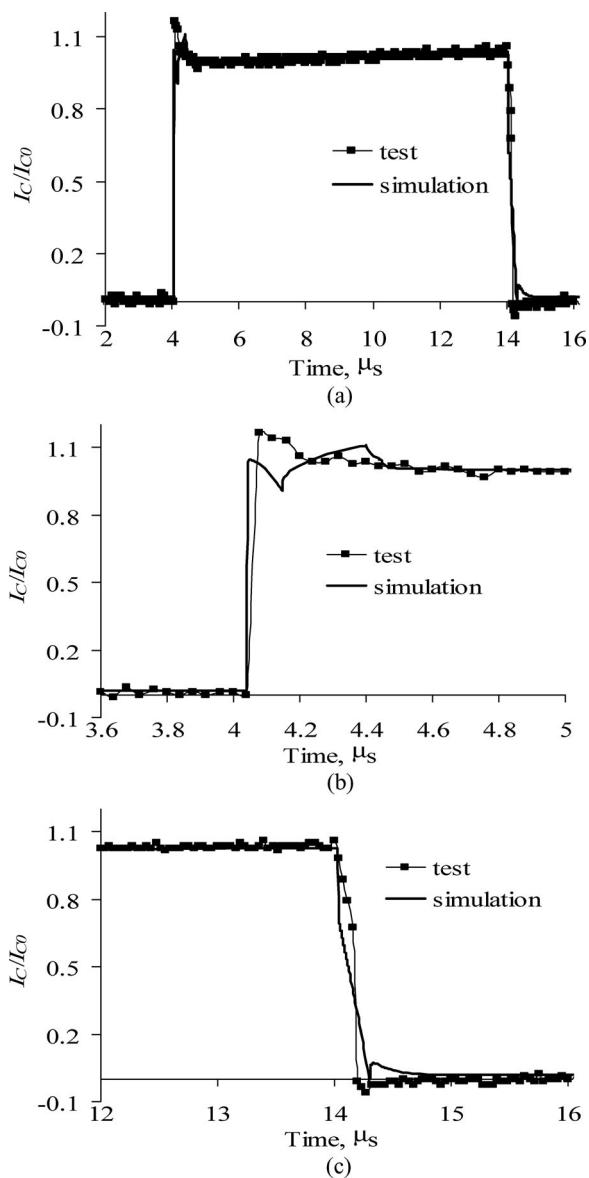 1.1
0.8
0.5
0.2
-0.1
I_C/I_C0
test
simulation
2 4 6 8 10 12 14 16
Time, μs
(a)
1.1
0.8
0.5
0.2
-0.1
I_C/I_C0
test
simulation
3.6 3.8 4 4.2 4.4 4.6 4.8 5
Time, μs
(b)
1.1
0.8
0.5
0.2
-0.1
I_C/I_C0
test
simulation
12 13 14 15 16
Time, μs
(c)